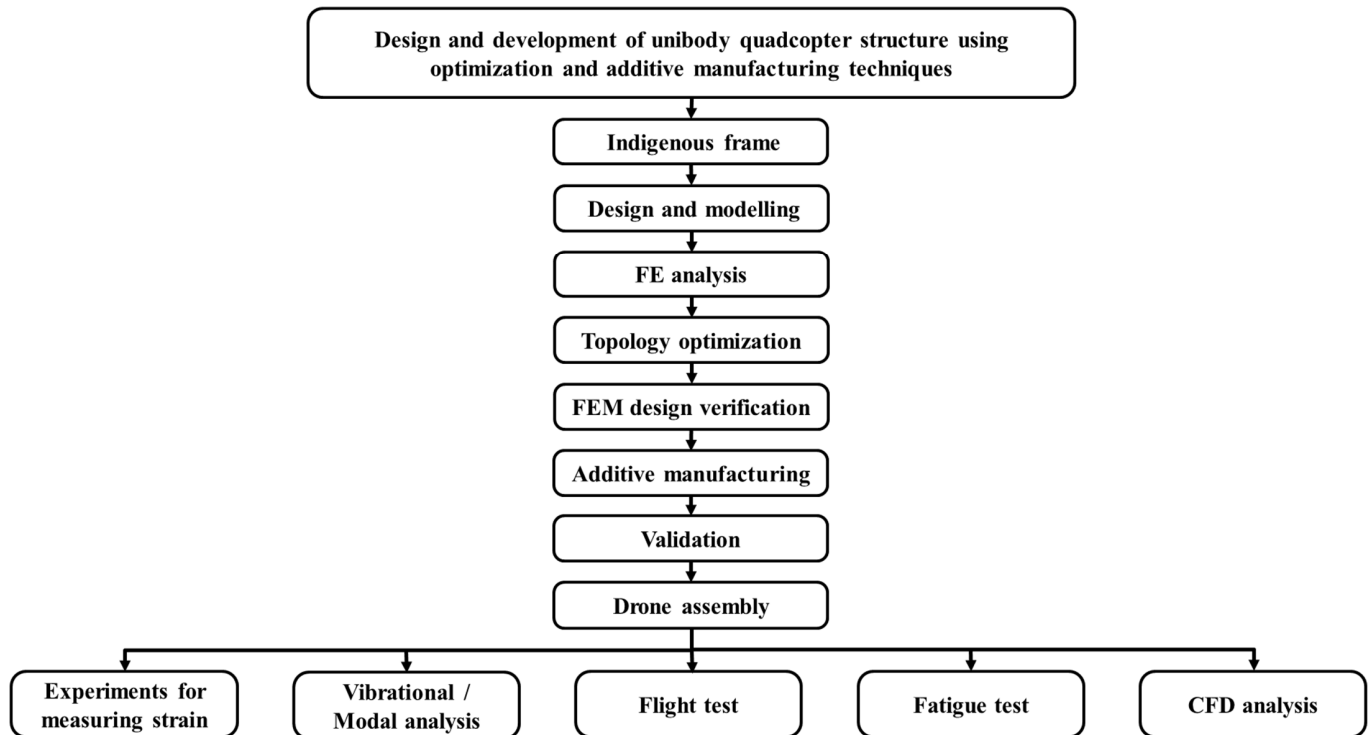 Design and development of unibody quadcopter structure using
optimization and additive manufacturing techniques
Indigenous frame
Design and modelling
FE analysis
Topology optimization
FEM design verification
Additive manufacturing
Validation
Drone assembly
Experiments for
measuring strain
Vibrational /
Modal analysis
Flight test
Fatigue test
CFD analysis